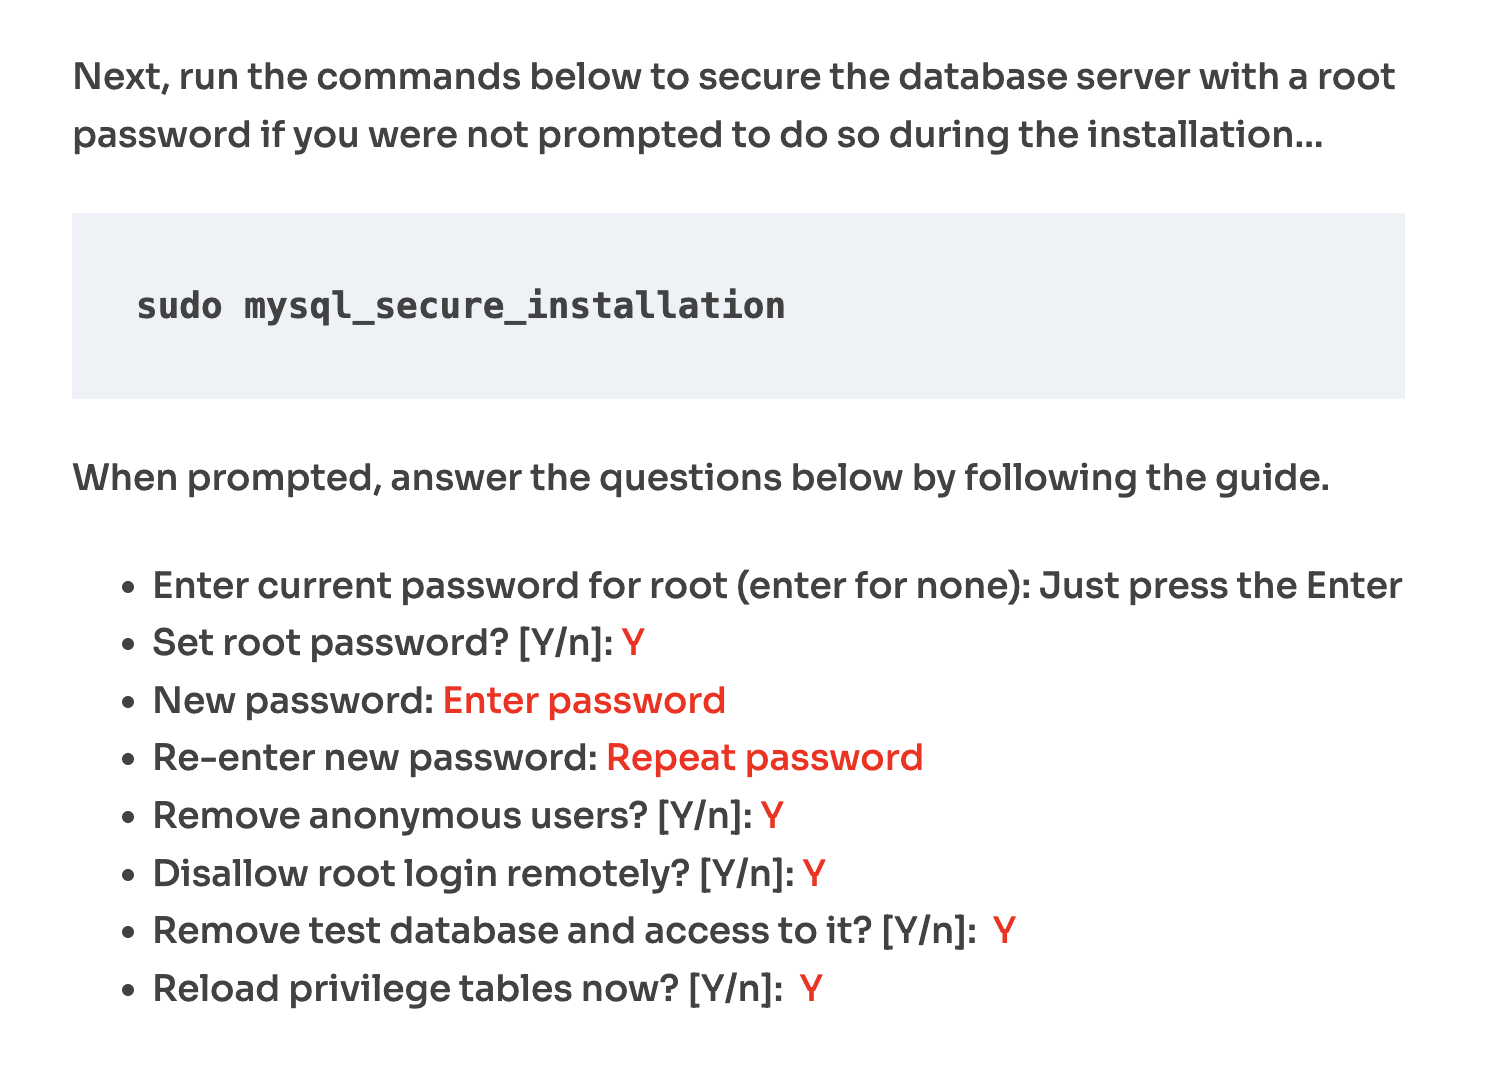 Next, run the commands below to secure the database server with a root
password if you were not prompted to do so during the installation...
sudo mysql_secure_installation
When prompted, answer the questions below by following the guide.
• Enter current password for root (enter for none): Just press the Enter
• Set root password? [Y/n]: Y
• New password: Enter password
• Re-enter new password: Repeat password
• Remove anonymous users? [Y/n]: Y
• Disallow root login remotely? [Y/n]: Y
• Remove test database and access to it? [Y/n]:  Y
• Reload privilege tables now? [Y/n]:  Y